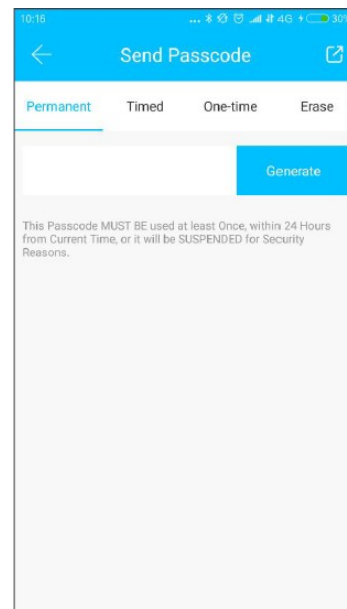 10:16 ... 4G 30%
Send Passcode
Permanent Timed One-time Erase
Generate
This Passcode MUST BE used at least Once, within 24 Hours
from Current Time, or it will be SUSPENDED for Security
Reasons.